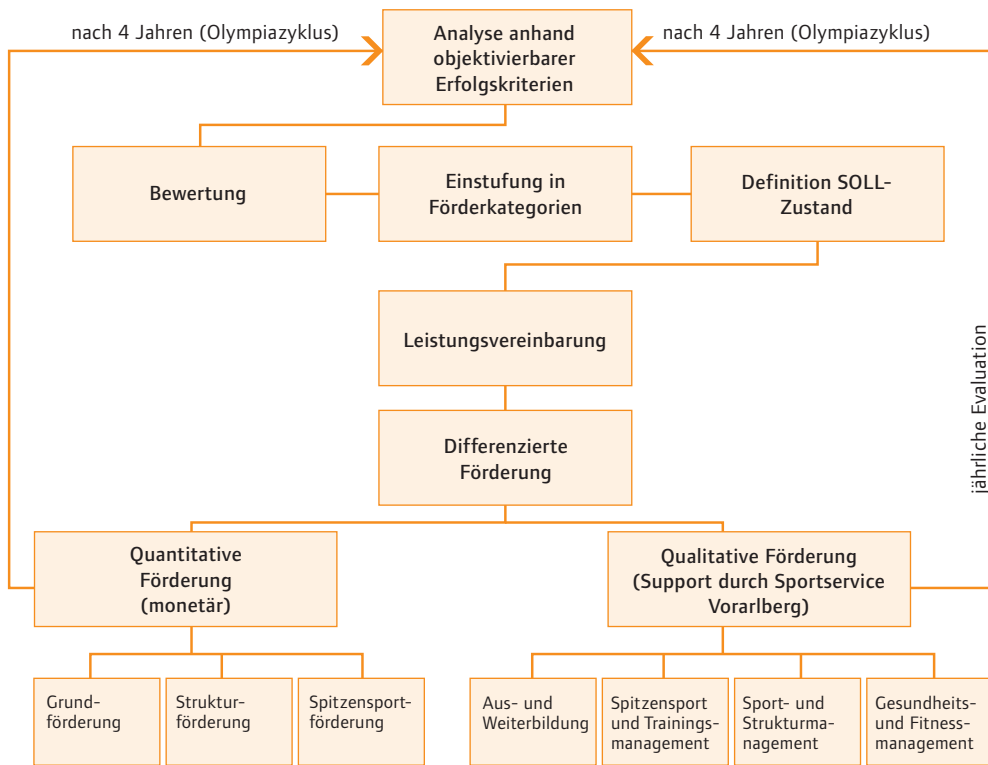 nach 4 Jahren (Olympiazyklus)
Analyse anhand
objektivierbarer
Erfolgskriterien
nach 4 Jahren (Olympiazyklus)
Bewertung
Einstufung in
Förderkategorien
Definition SOLL-
Zustand
Leistungsvereinbarung
jährliche Evaluation
Differenzierte
Förderung
Quantitative
Förderung
(monetär)
Qualitative Förderung
(Support durch Sportservice
Vorarlberg)
Grund-
förderung
Struktur-
förderung
Spitzensport-
förderung
Aus- und
Weiterbildung
Spitzensport
und Trainings-
management
Sport- und
Strukturma-
nagement
Gesundheits-
und Fitness-
management